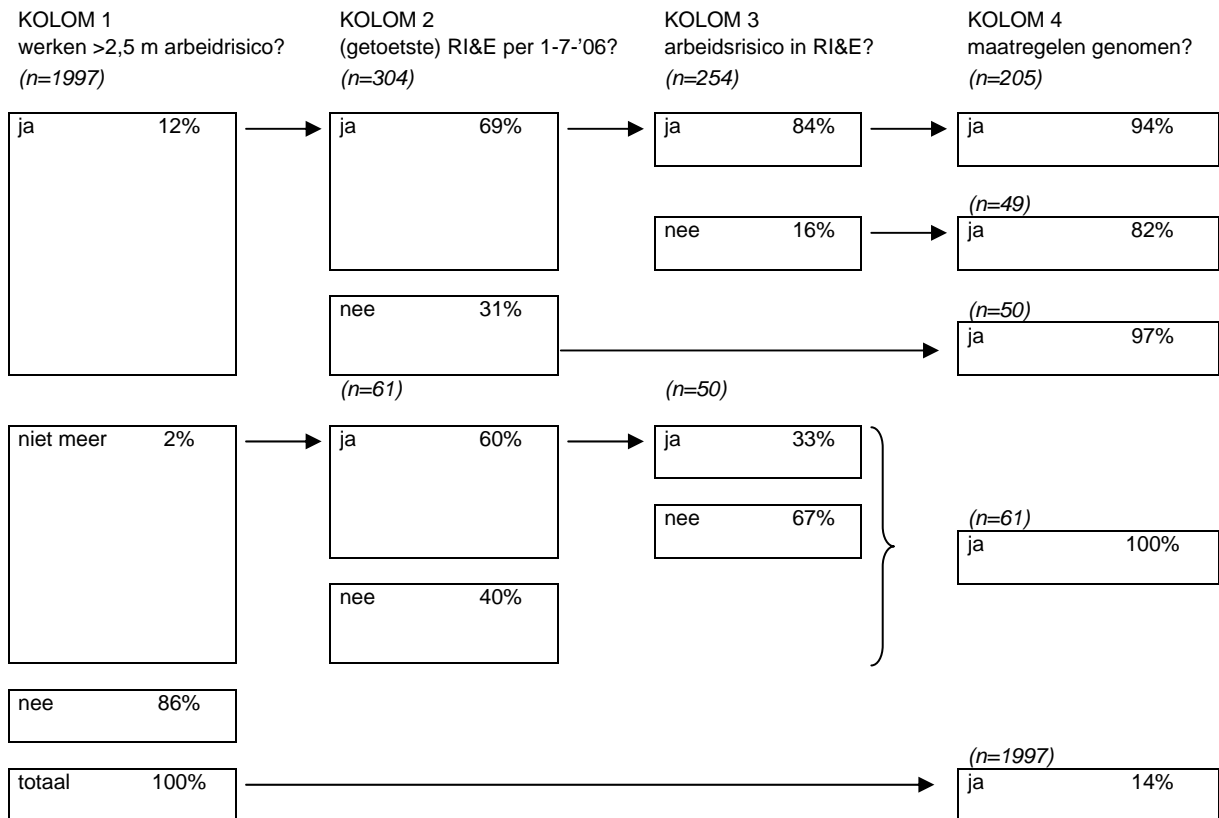 KOLOM 1 KOLOM 2 KOLOM 3 KOLOM 4
werken >2,5 m arbeidrisico? (getoetste) RI&E per 1-7-'06? arbeidsrisico in RI&E? maatregelen genomen?
(n=1997) (n=304) (n=254) (n=205)
ja 12% ja 69% ja 84% ja 94%
(n=49)
nee 16% ja 82%
nee 31% (n=50)
ja 97%
(n=61) (n=50)
niet meer 2% ja 60% ja 33%
nee 67% (n=61)
ja 100%
nee 40%
nee 86%
(n=1997)
totaal 100% ja 14%